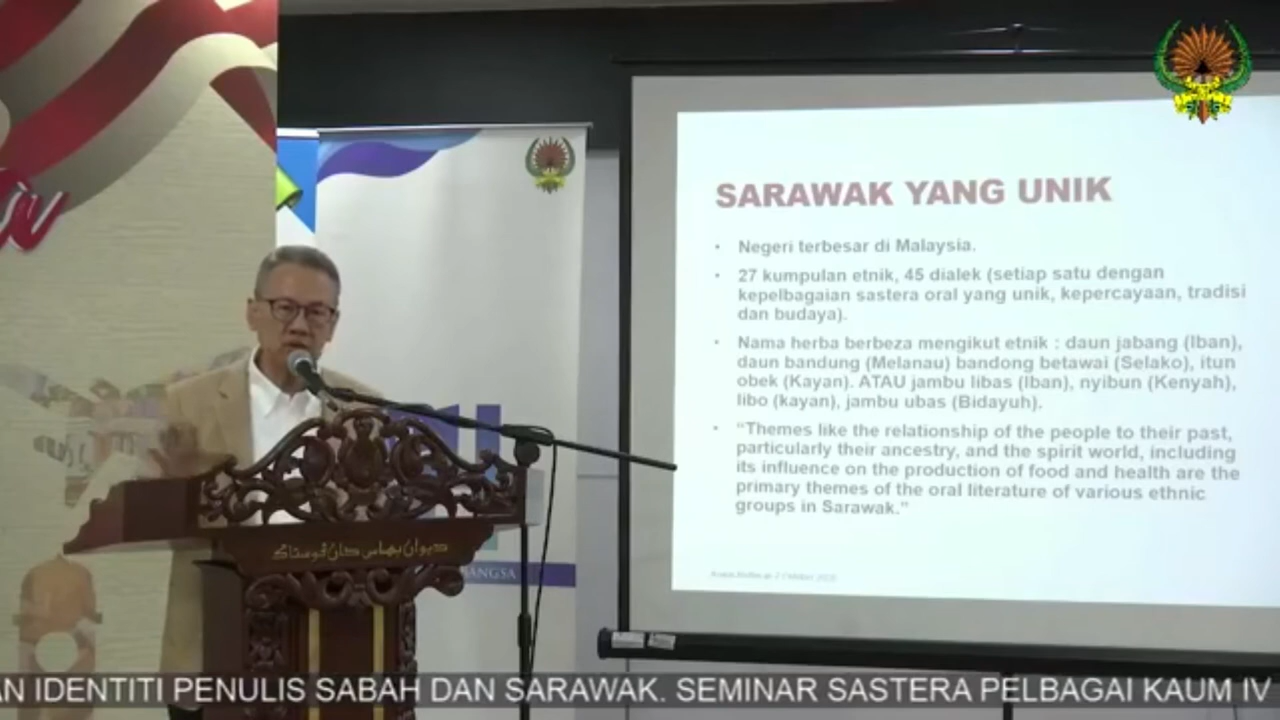 SARAWAK YANG UNIK
• Negeri terbesar di Malaysia.
• 27 kumpulan etnik, 45 dialek (setiap satu dengan
kepelbagaian sastera oral yang unik, kepercayaan, tradisi
dan budaya).
• Nama herba berbeza mengikut etnik : daun jabang (Iban),
daun bandung (Melanau) bandong betawai (Selako), itun
obek (Kayan). ATAU jambu libas (Iban), nyibun (Kenyah),
libo (kayan), jambu ubas (Bidayuh).
• “Themes like the relationship of the people to their past,
particularly their ancestry, and the spirit world, including
its influence on the production of food and health are the
primary themes of the oral literature of various ethnic
groups in Sarawak.”
ديوان بهاس دان ڤوستاك
BANGSA
AN IDENTITI PENULIS SABAH DAN SARAWAK. SEMINAR SASTERA PELBAGAI KAUM IV